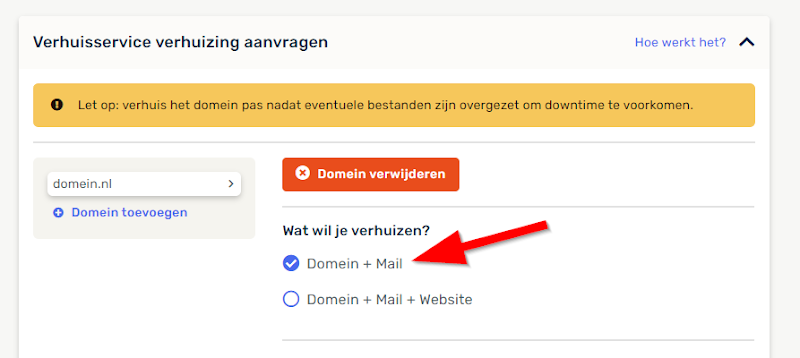 Verhuisservice verhuizing aanvragen
Hoe werkt het?
Let op: verhuis het domein pas nadat eventuele bestanden zijn overgezet om downtime te voorkomen.
domein.nl
Domein toevoegen
Domein verwijderen
Wat wil je verhuizen?
Domein + Mail
Domein + Mail + Website